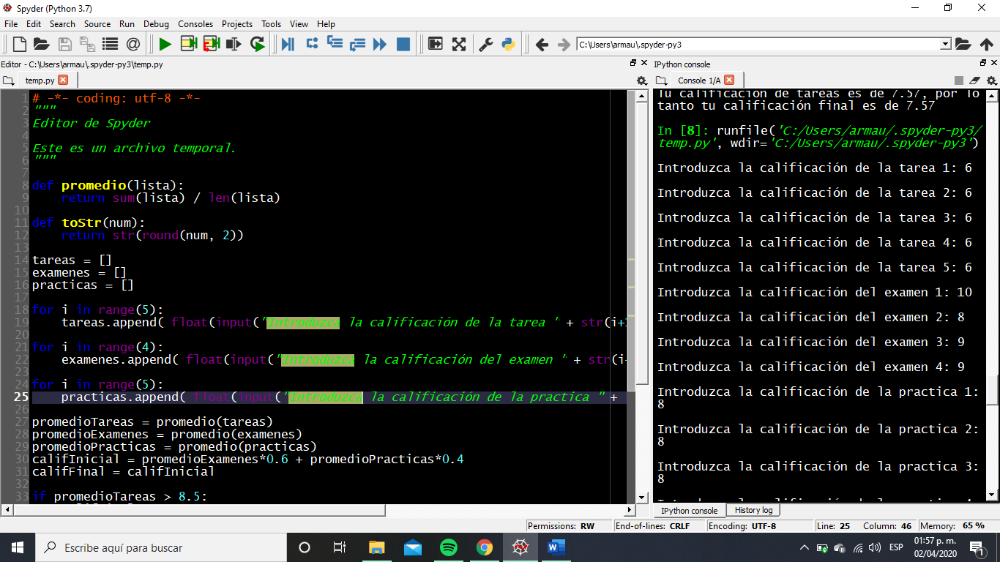 Spyder (Python 3.7)
File Edit Search Source Run Debug Consoles Projects Tools View Help
C:\Users\armau\.spyder-py3
Editor - C:\Users\armau\.spyder-py3\temp.py
temp.py
1 # -*- coding: utf-8 -*-
2 """
3 Editor de Spyder
4
5 Este es un archivo temporal.
6 """
7
8 def promedio(lista):
9 return sum(lista) / len(lista)
10
11 def toStr(num):
12 return str(round(num, 2))
13
14 tareas = []
15 examenes = []
16 practicas = []
17
18 for i in range(5):
19 tareas.append( float(input("Introduzca la calificación de la tarea " + str(i+
20
21 for i in range(4):
22 examenes.append( float(input("Introduzca la calificación del examen " + str(i
23
24 for i in range(5):
25 practicas.append( float(input("Introduzca la calificación de la practica " +
26
27 promedioTareas = promedio(tareas)
28 promedioExamenes = promedio(examenes)
29 promedioPracticas = promedio(practicas)
30 califInicial = promedioExamenes*0.6 + promedioPracticas*0.4
31 califFinal = califInicial
32
33 if promedioTareas > 8.5:
IPython console
Console 1/A
Tu calificación de tareas es de 7.57, por lo
tanto tu calificación final es de 7.57
In [8]: runfile('C:/Users/armau/.spyder-py3/
temp.py', wdir='C:/Users/armau/.spyder-py3')
Introduzca la calificación de la tarea 1: 6
Introduzca la calificación de la tarea 2: 6
Introduzca la calificación de la tarea 3: 6
Introduzca la calificación de la tarea 4: 6
Introduzca la calificación de la tarea 5: 6
Introduzca la calificación del examen 1: 10
Introduzca la calificación del examen 2: 8
Introduzca la calificación del examen 3: 9
Introduzca la calificación del examen 4: 9
Introduzca la calificación de la practica 1:
8
Introduzca la calificación de la practica 2:
8
Introduzca la calificación de la practica 3:
8
IPython console History log
Permissions: RW End-of-lines: CRLF Encoding: UTF-8 Line: 25 Column: 46 Memory: 65 %
Escribe aquí para buscar
ESP
01:57 p. m.
02/04/2020
1